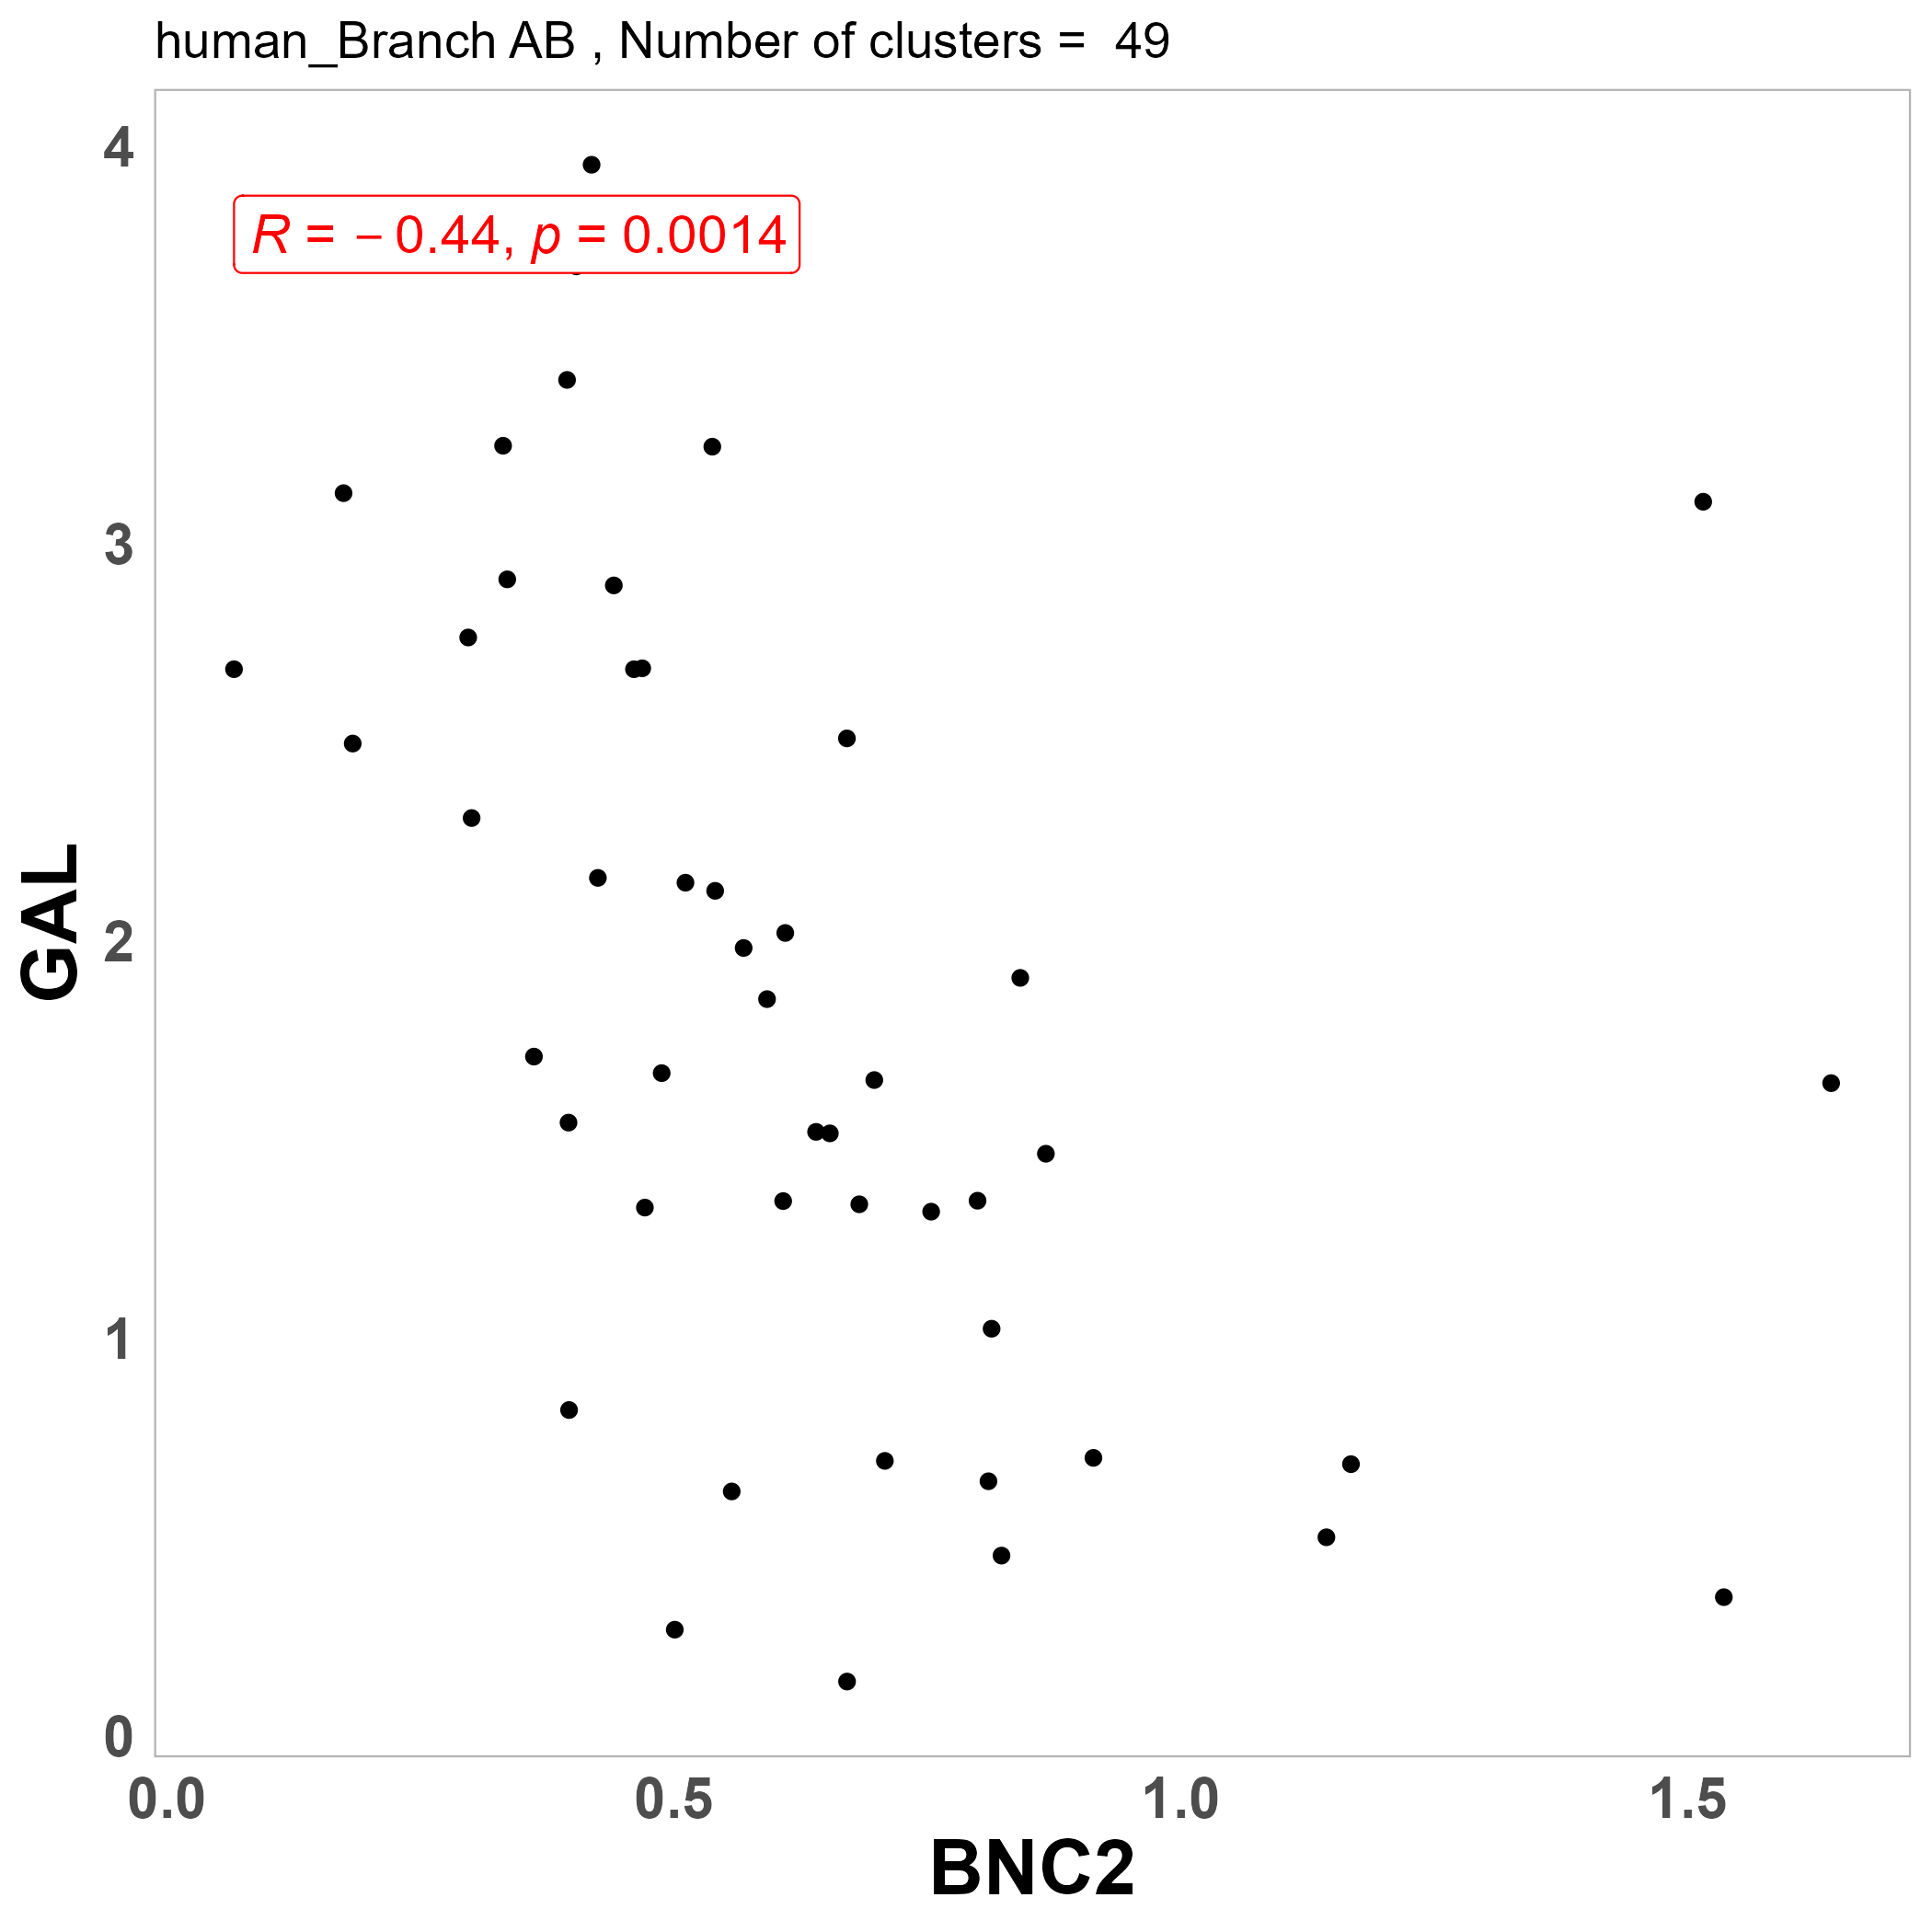 human_Branch AB , Number of clusters = 49
4
R = − 0.44, p = 0.0014
3
2
1
0
GAL
0.0 0.5 1.0 1.5
BNC2